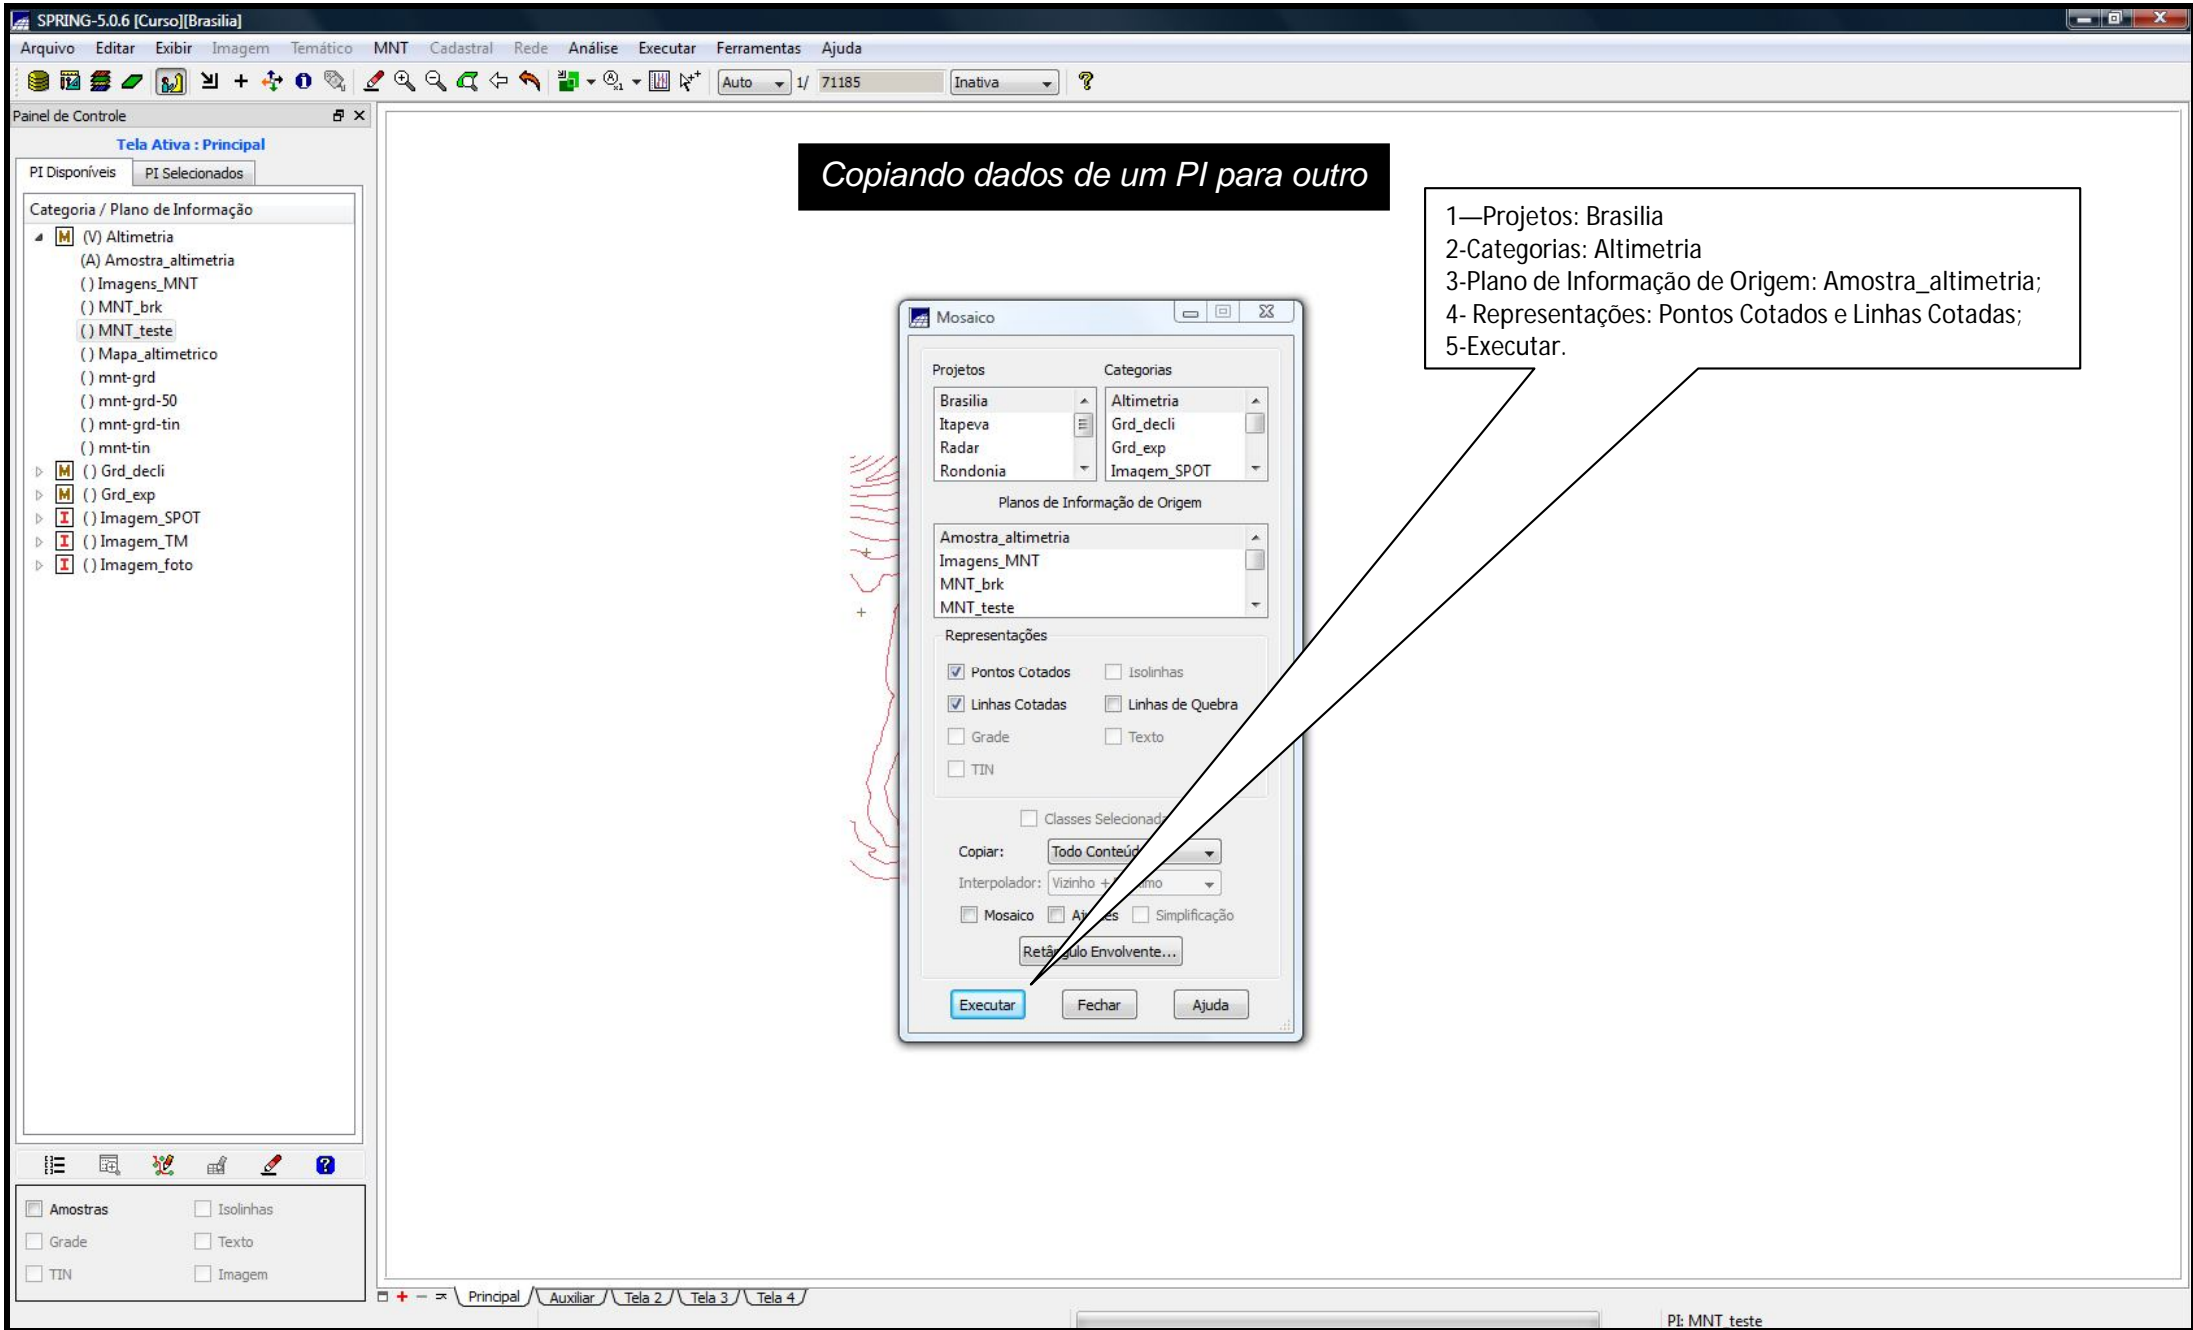 SPRING-5.0.6 [Curso][Brasilia]
Arquivo Editar Exibir Imagem Temático MNT Cadastral Rede Análise Executar Ferramentas Ajuda
Auto 1/ 71185 Inativa
Painel de Controle
Tela Ativa : Principal
PI Disponíveis PI Selecionados
Categoria / Plano de Informação
M (V) Altimetria
(A) Amostra_altimetria
( ) Imagens_MNT
( ) MNT_brk
( ) MNT_teste
( ) Mapa_altimetrico
( ) mnt-grd
( ) mnt-grd-50
( ) mnt-grd-tin
( ) mnt-tin
M ( ) Grd_decli
M ( ) Grd_exp
I ( ) Imagem_SPOT
I ( ) Imagem_TM
I ( ) Imagem_foto
Amostras Isolinhas
Grade Texto
TIN Imagem
Copiando dados de um PI para outro
1—Projetos: Brasilia
2-Categorias: Altimetria
3-Plano de Informação de Origem: Amostra_altimetria;
4- Representações: Pontos Cotados e Linhas Cotadas;
5-Executar.
Mosaico
Projetos Categorias
Brasilia Altimetria
Itapeva Grd_decli
Radar Grd_exp
Rondonia Imagem_SPOT
Planos de Informação de Origem
Amostra_altimetria
Imagens_MNT
MNT_brk
MNT_teste
Representações
Pontos Cotados Isolinhas
Linhas Cotadas Linhas de Quebra
Grade Texto
TIN
Classes Selecionada
Copiar: Todo Conteúd
Interpolador: Vizinho +
Mosaico Simplificação
Envolvente...
Executar Fechar Ajuda
Principal Auxiliar Tela 2 Tela 3 Tela 4
PI: MNT_teste